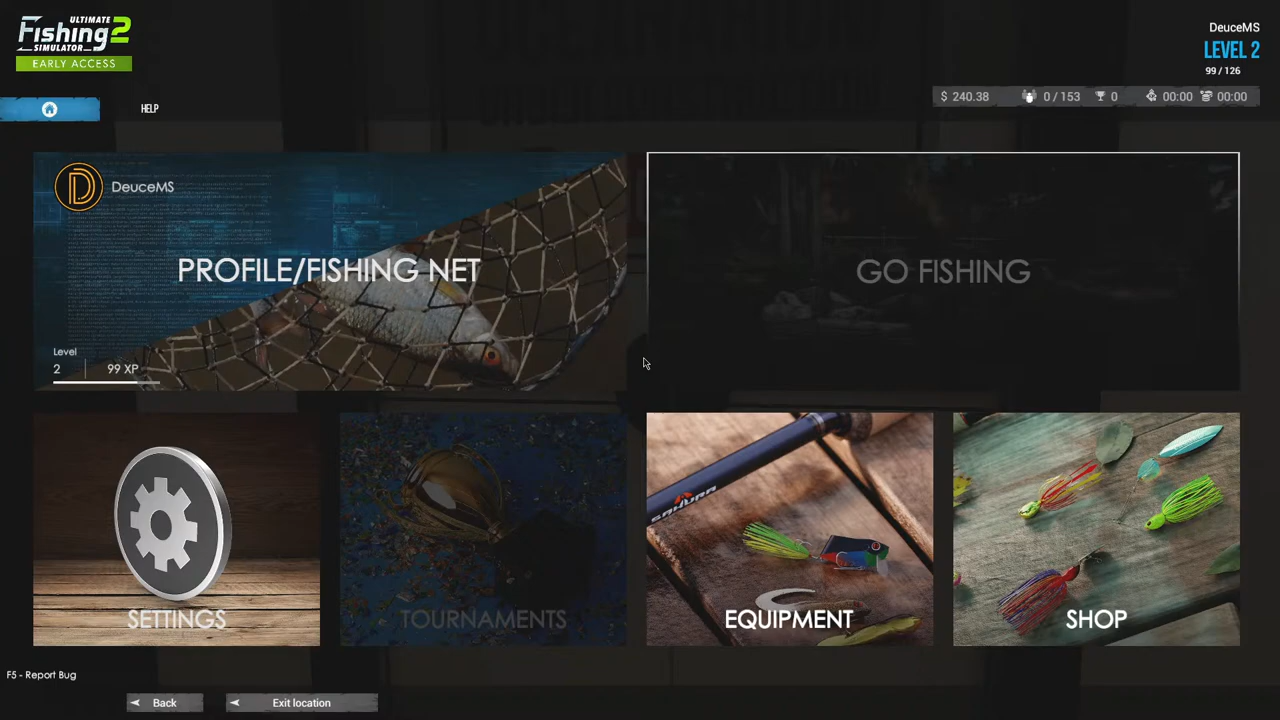 ULTIMATE
Fishing 2
SIMULATOR
EARLY ACCESS
DeuceMS
LEVEL 2
99 / 126
HELP
$ 240.38 0 / 153 0 00:00 00:00
DeuceMS
PROFILE/FISHING NET
Level
2 99 XP
GO FISHING
SAKURA
SETTINGS
TOURNAMENTS
EQUIPMENT
SHOP
F5 - Report Bug
Back
Exit location